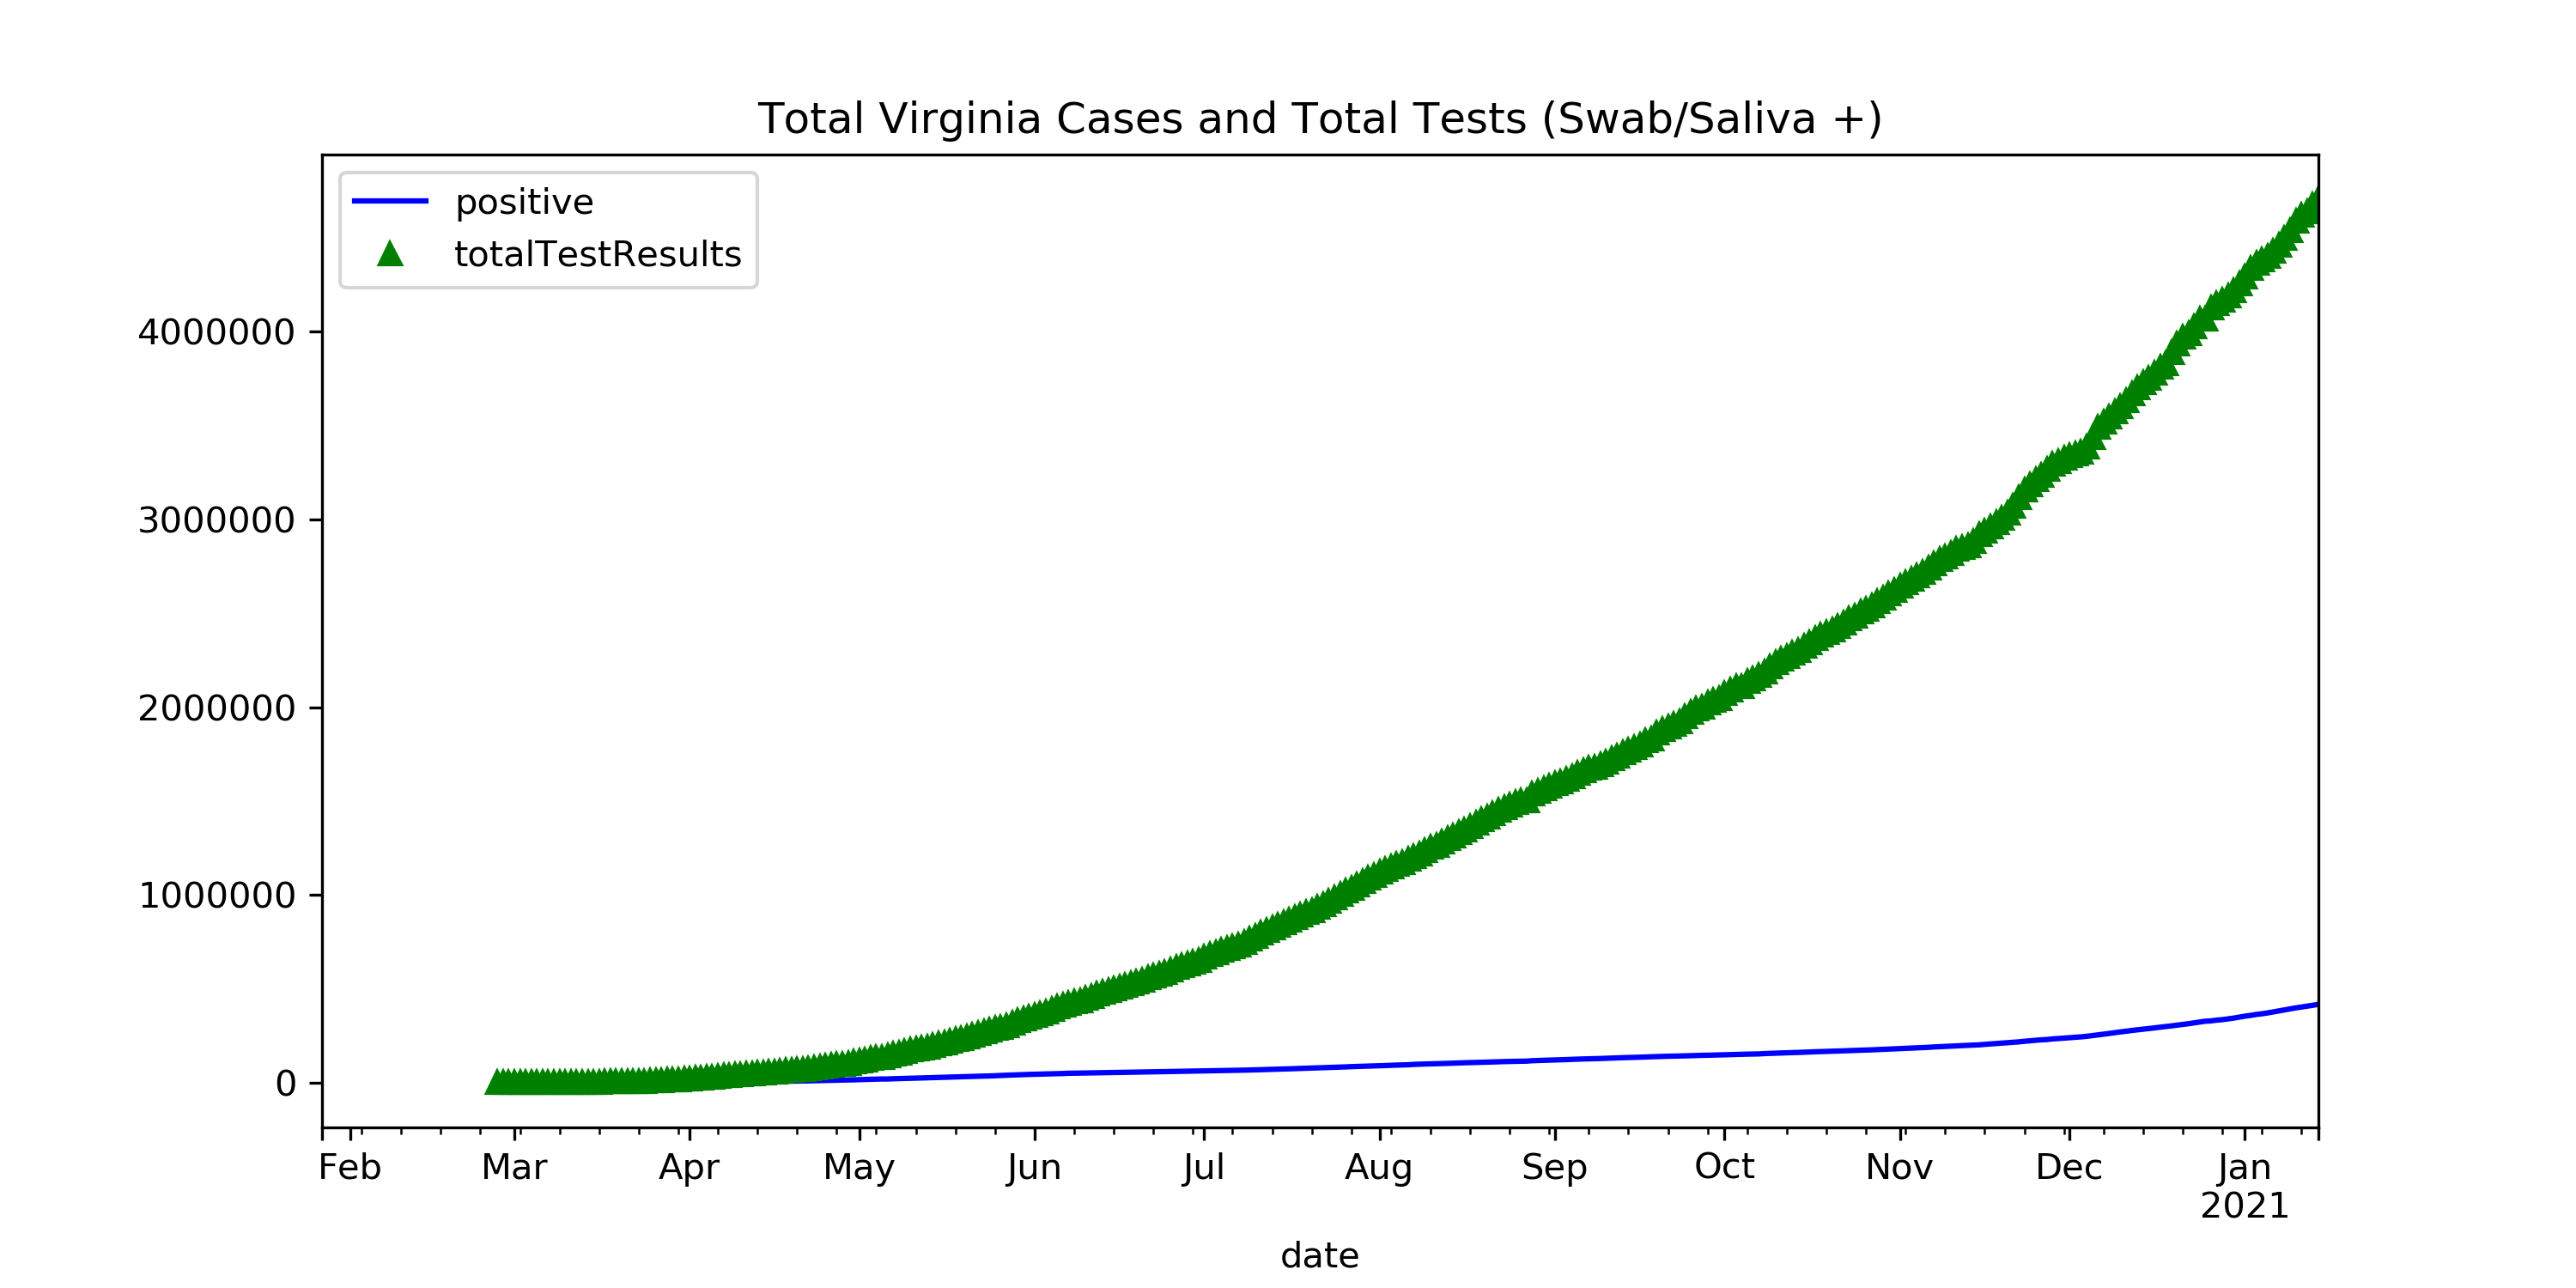 Total Virginia Cases and Total Tests (Swab/Saliva +)
positive
totalTestResults
4000000
3000000
2000000
1000000
0
Feb Mar Apr May Jun Jul Aug Sep Oct Nov Dec Jan
2021
date